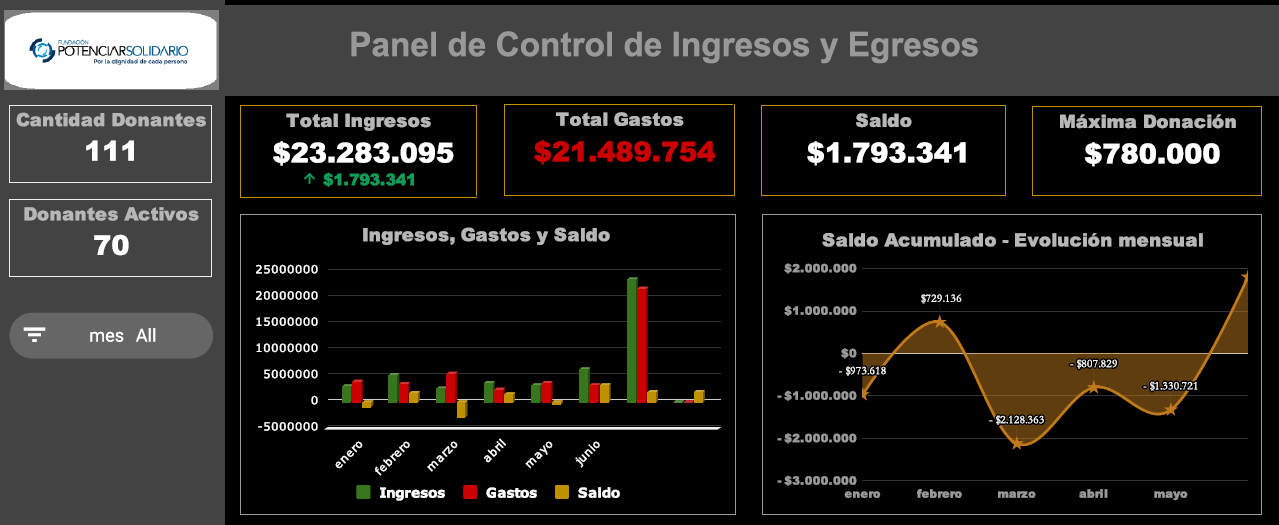 FUNDACIÓN
POTENCIARSOLIDARIO
Por la dignidad de cada persona
Panel de Control de Ingresos y Egresos
Cantidad Donantes
111
Donantes Activos
70
mes All
Total Ingresos
$23.283.095
↑ $1.793.341
Total Gastos
$21.489.754
Saldo
$1.793.341
Máxima Donación
$780.000
Ingresos, Gastos y Saldo
25000000
20000000
15000000
10000000
5000000
0
-5000000
enero
febrero
marzo
abril
mayo
junio
Ingresos
Gastos
Saldo
Saldo Acumulado - Evolución mensual
$2.000.000
$1.000.000
$0
- $1.000.000
- $2.000.000
- $3.000.000
- $973.618
$729.136
- $2.128.363
- $807.829
- $1.330.721
enero
febrero
marzo
abril
mayo